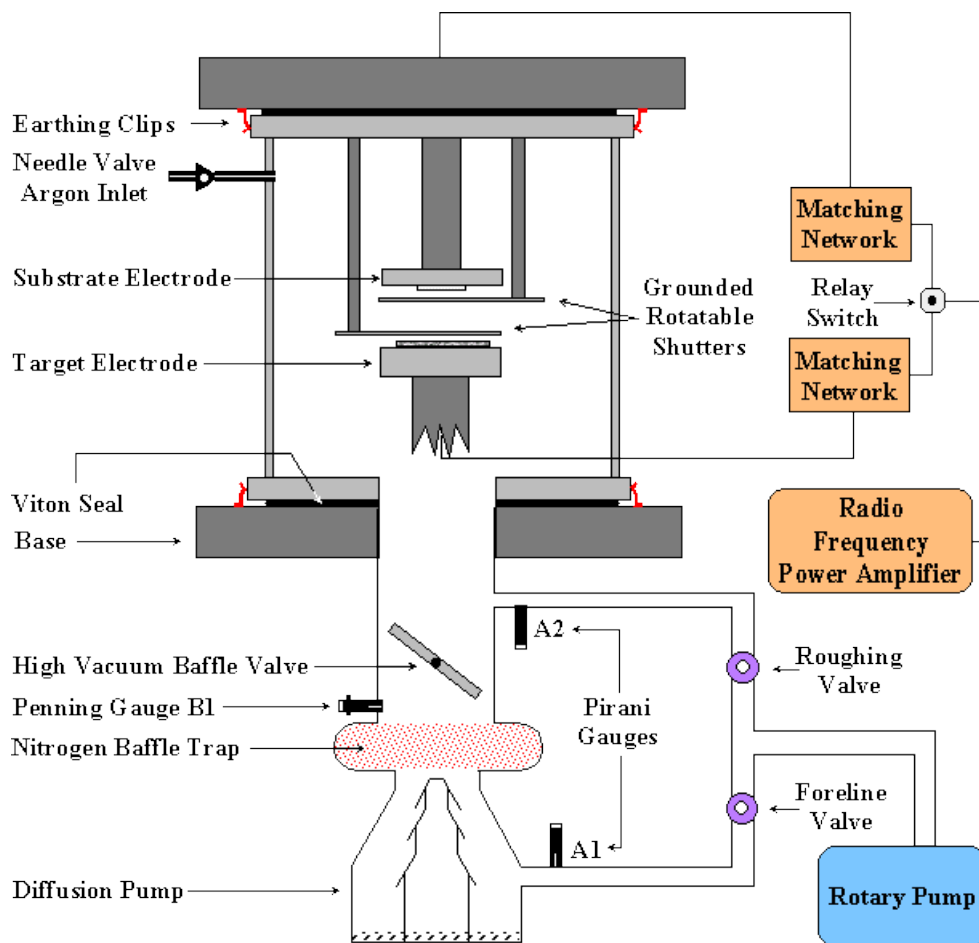 Earthing Clips
Needle Valve
Argon Inlet
Matching
Network
Substrate Electrode
Grounded
Rotatable
Shutters
Relay
Switch
Target Electrode
Matching
Network
Viton Seal
Base
Radio
Frequency
Power Amplifier
A2
High Vacuum Baffle Valve
Roughing
Valve
Penning Gauge B1
Pirani
Gauges
Nitrogen Baffle Trap
Foreline
Valve
A1
Diffusion Pump
Rotary Pump